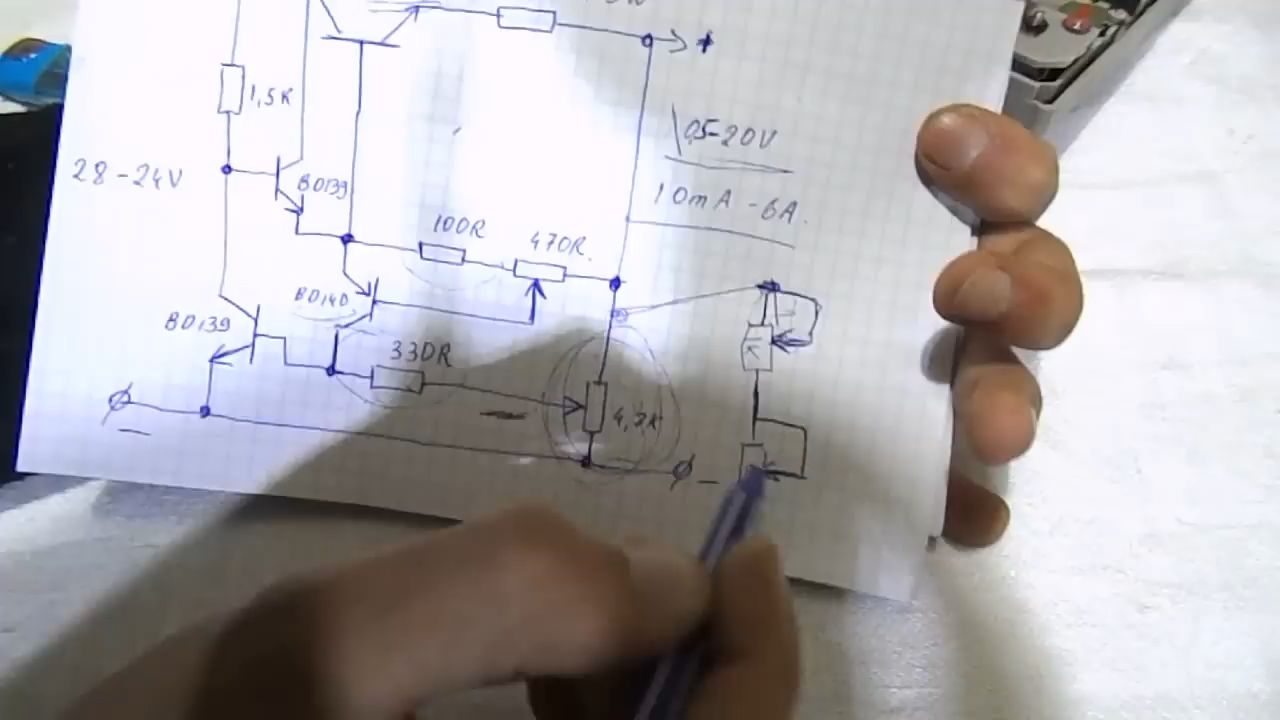 +
1,5K
0,5-20V
28-24V
BD139
10mA-6A.
100R
470R.
BD140
BD139
330R
4,7K
—
—